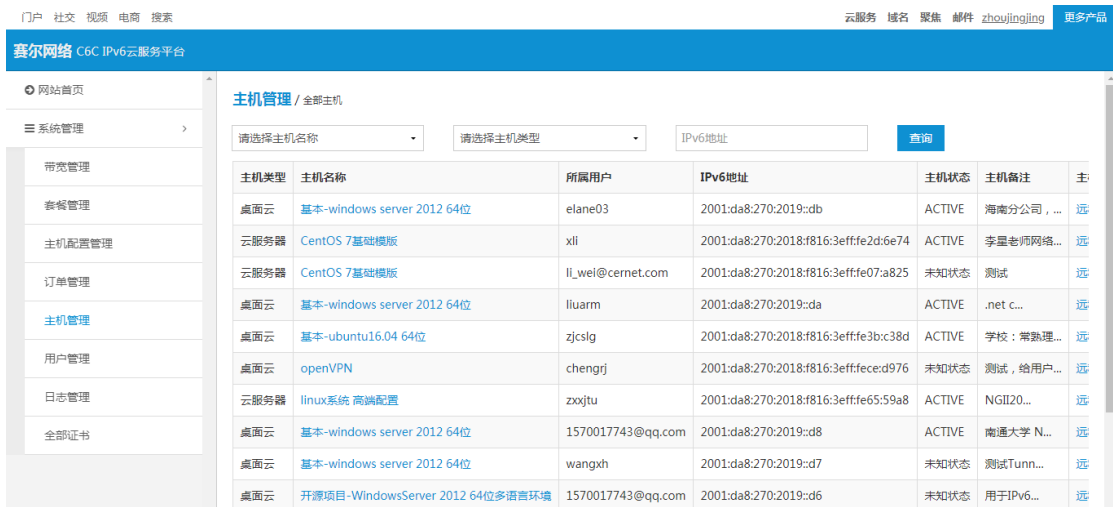 门户 社交 视频 电商 搜索 云服务 域名 聚焦 邮件 zhoujingjing 更多产品
赛尔网络 C6C IPv6云服务平台
网站首页
系统管理
带宽管理
套餐管理
主机配置管理
订单管理
主机管理
用户管理
日志管理
全部证书
主机管理 / 全部主机
请选择主机名称 请选择主机类型 IPv6地址 查询
主机类型 主机名称 所属用户 IPv6地址 主机状态 主机备注 主
桌面云 基本-windows server 2012 64位 elane03 2001:da8:270:2019::db ACTIVE 海南分公司，... 远
云服务器 CentOS 7基础模版 xli 2001:da8:270:2018:f816:3eff:fe2d:6e74 ACTIVE 李星老师网络... 远
云服务器 CentOS 7基础模版 li_wei@cernet.com 2001:da8:270:2018:f816:3eff:fe07:a825 未知状态 测试 远
桌面云 基本-windows server 2012 64位 liuarm 2001:da8:270:2019::da ACTIVE .net c... 远
桌面云 基本-ubuntu16.04 64位 zjcslg 2001:da8:270:2018:f816:3eff:fe3b:c38d ACTIVE 学校：常熟理... 远
桌面云 openVPN chengrj 2001:da8:270:2018:f816:3eff:fece:d976 未知状态 测试，给用户... 远
云服务器 linux系统 高端配置 zxxjtu 2001:da8:270:2018:f816:3eff:fe65:59a8 ACTIVE NGII20... 远
桌面云 基本-windows server 2012 64位 1570017743@qq.com 2001:da8:270:2019::d8 ACTIVE 南通大学 N... 远
桌面云 基本-windows server 2012 64位 wangxh 2001:da8:270:2019::d7 未知状态 测试Tunn... 远
桌面云 开源项目-WindowsServer 2012 64位多语言环境 1570017743@qq.com 2001:da8:270:2019::d6 未知状态 用于IPv6... 远